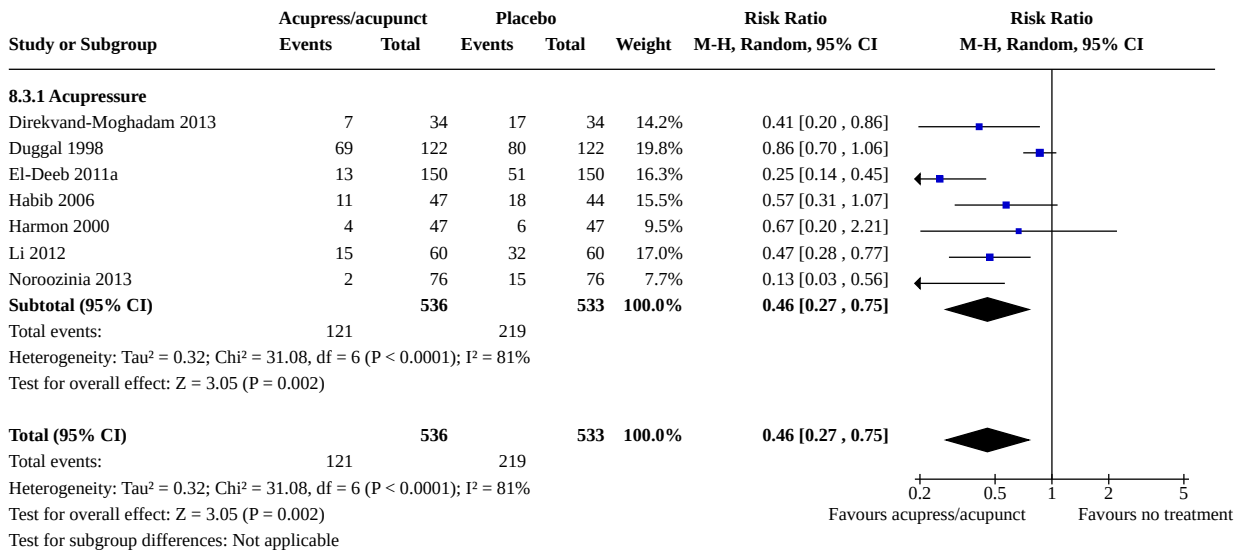 Acupress/acupunct Placebo Risk Ratio Risk Ratio
Study or Subgroup Events Total Events Total Weight M-H, Random, 95% CI M-H, Random, 95% CI
8.3.1 Acupressure
Direkvand-Moghadam 2013 7 34 17 34 14.2% 0.41 [0.20 , 0.86]
Duggal 1998 69 122 80 122 19.8% 0.86 [0.70 , 1.06]
El-Deeb 2011a 13 150 51 150 16.3% 0.25 [0.14 , 0.45]
Habib 2006 11 47 18 44 15.5% 0.57 [0.31 , 1.07]
Harmon 2000 4 47 6 47 9.5% 0.67 [0.20 , 2.21]
Li 2012 15 60 32 60 17.0% 0.47 [0.28 , 0.77]
Noroozinia 2013 2 76 15 76 7.7% 0.13 [0.03 , 0.56]
Subtotal (95% CI) 536 533 100.0% 0.46 [0.27 , 0.75]
Total events: 121 219
Heterogeneity: Tau² = 0.32; Chi² = 31.08, df = 6 (P < 0.0001); I² = 81%
Test for overall effect: Z = 3.05 (P = 0.002)
Total (95% CI) 536 533 100.0% 0.46 [0.27 , 0.75]
Total events: 121 219
Heterogeneity: Tau² = 0.32; Chi² = 31.08, df = 6 (P < 0.0001); I² = 81%
0.2 0.5 1 2 5
Test for overall effect: Z = 3.05 (P = 0.002) Favours acupress/acupunct Favours no treatment
Test for subgroup differences: Not applicable